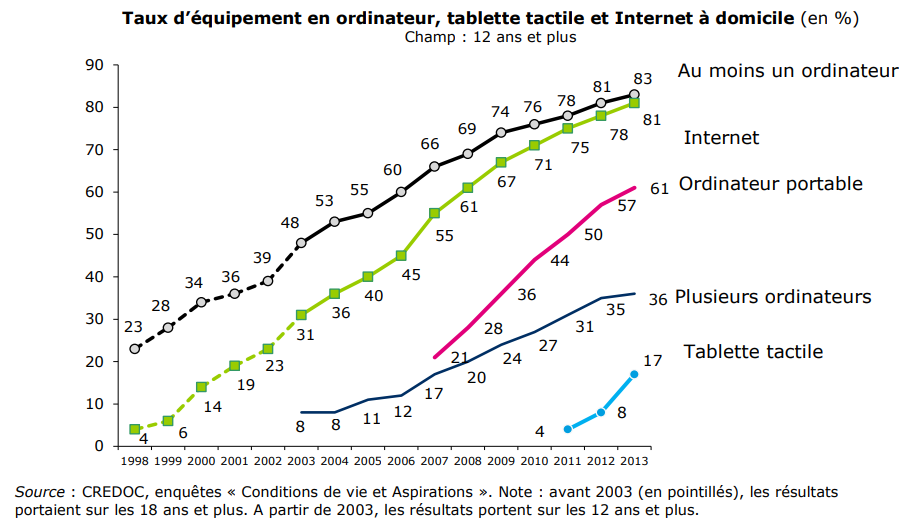 Taux d’équipement en ordinateur, tablette tactile et Internet à domicile (en %)
Champ : 12 ans et plus
90
80
70
60
50
40
30
20
10
0
Au moins un ordinateur
23 28 34 36 39 48 53 55 60 66 69 74 76 78 81 83
Internet
4 6 14 19 23 31 36 40 45 55 61 67 71 75 78 81
Ordinateur portable
21 28 36 44 50 57 61
Plusieurs ordinateurs
8 8 11 12 17 20 24 27 31 35 36
Tablette tactile
4 8 17
1998 1999 2000 2001 2002 2003 2004 2005 2006 2007 2008 2009 2010 2011 2012 2013
Source : CREDOC, enquêtes « Conditions de vie et Aspirations ». Note : avant 2003 (en pointillés), les résultats
portaient sur les 18 ans et plus. A partir de 2003, les résultats portent sur les 12 ans et plus.